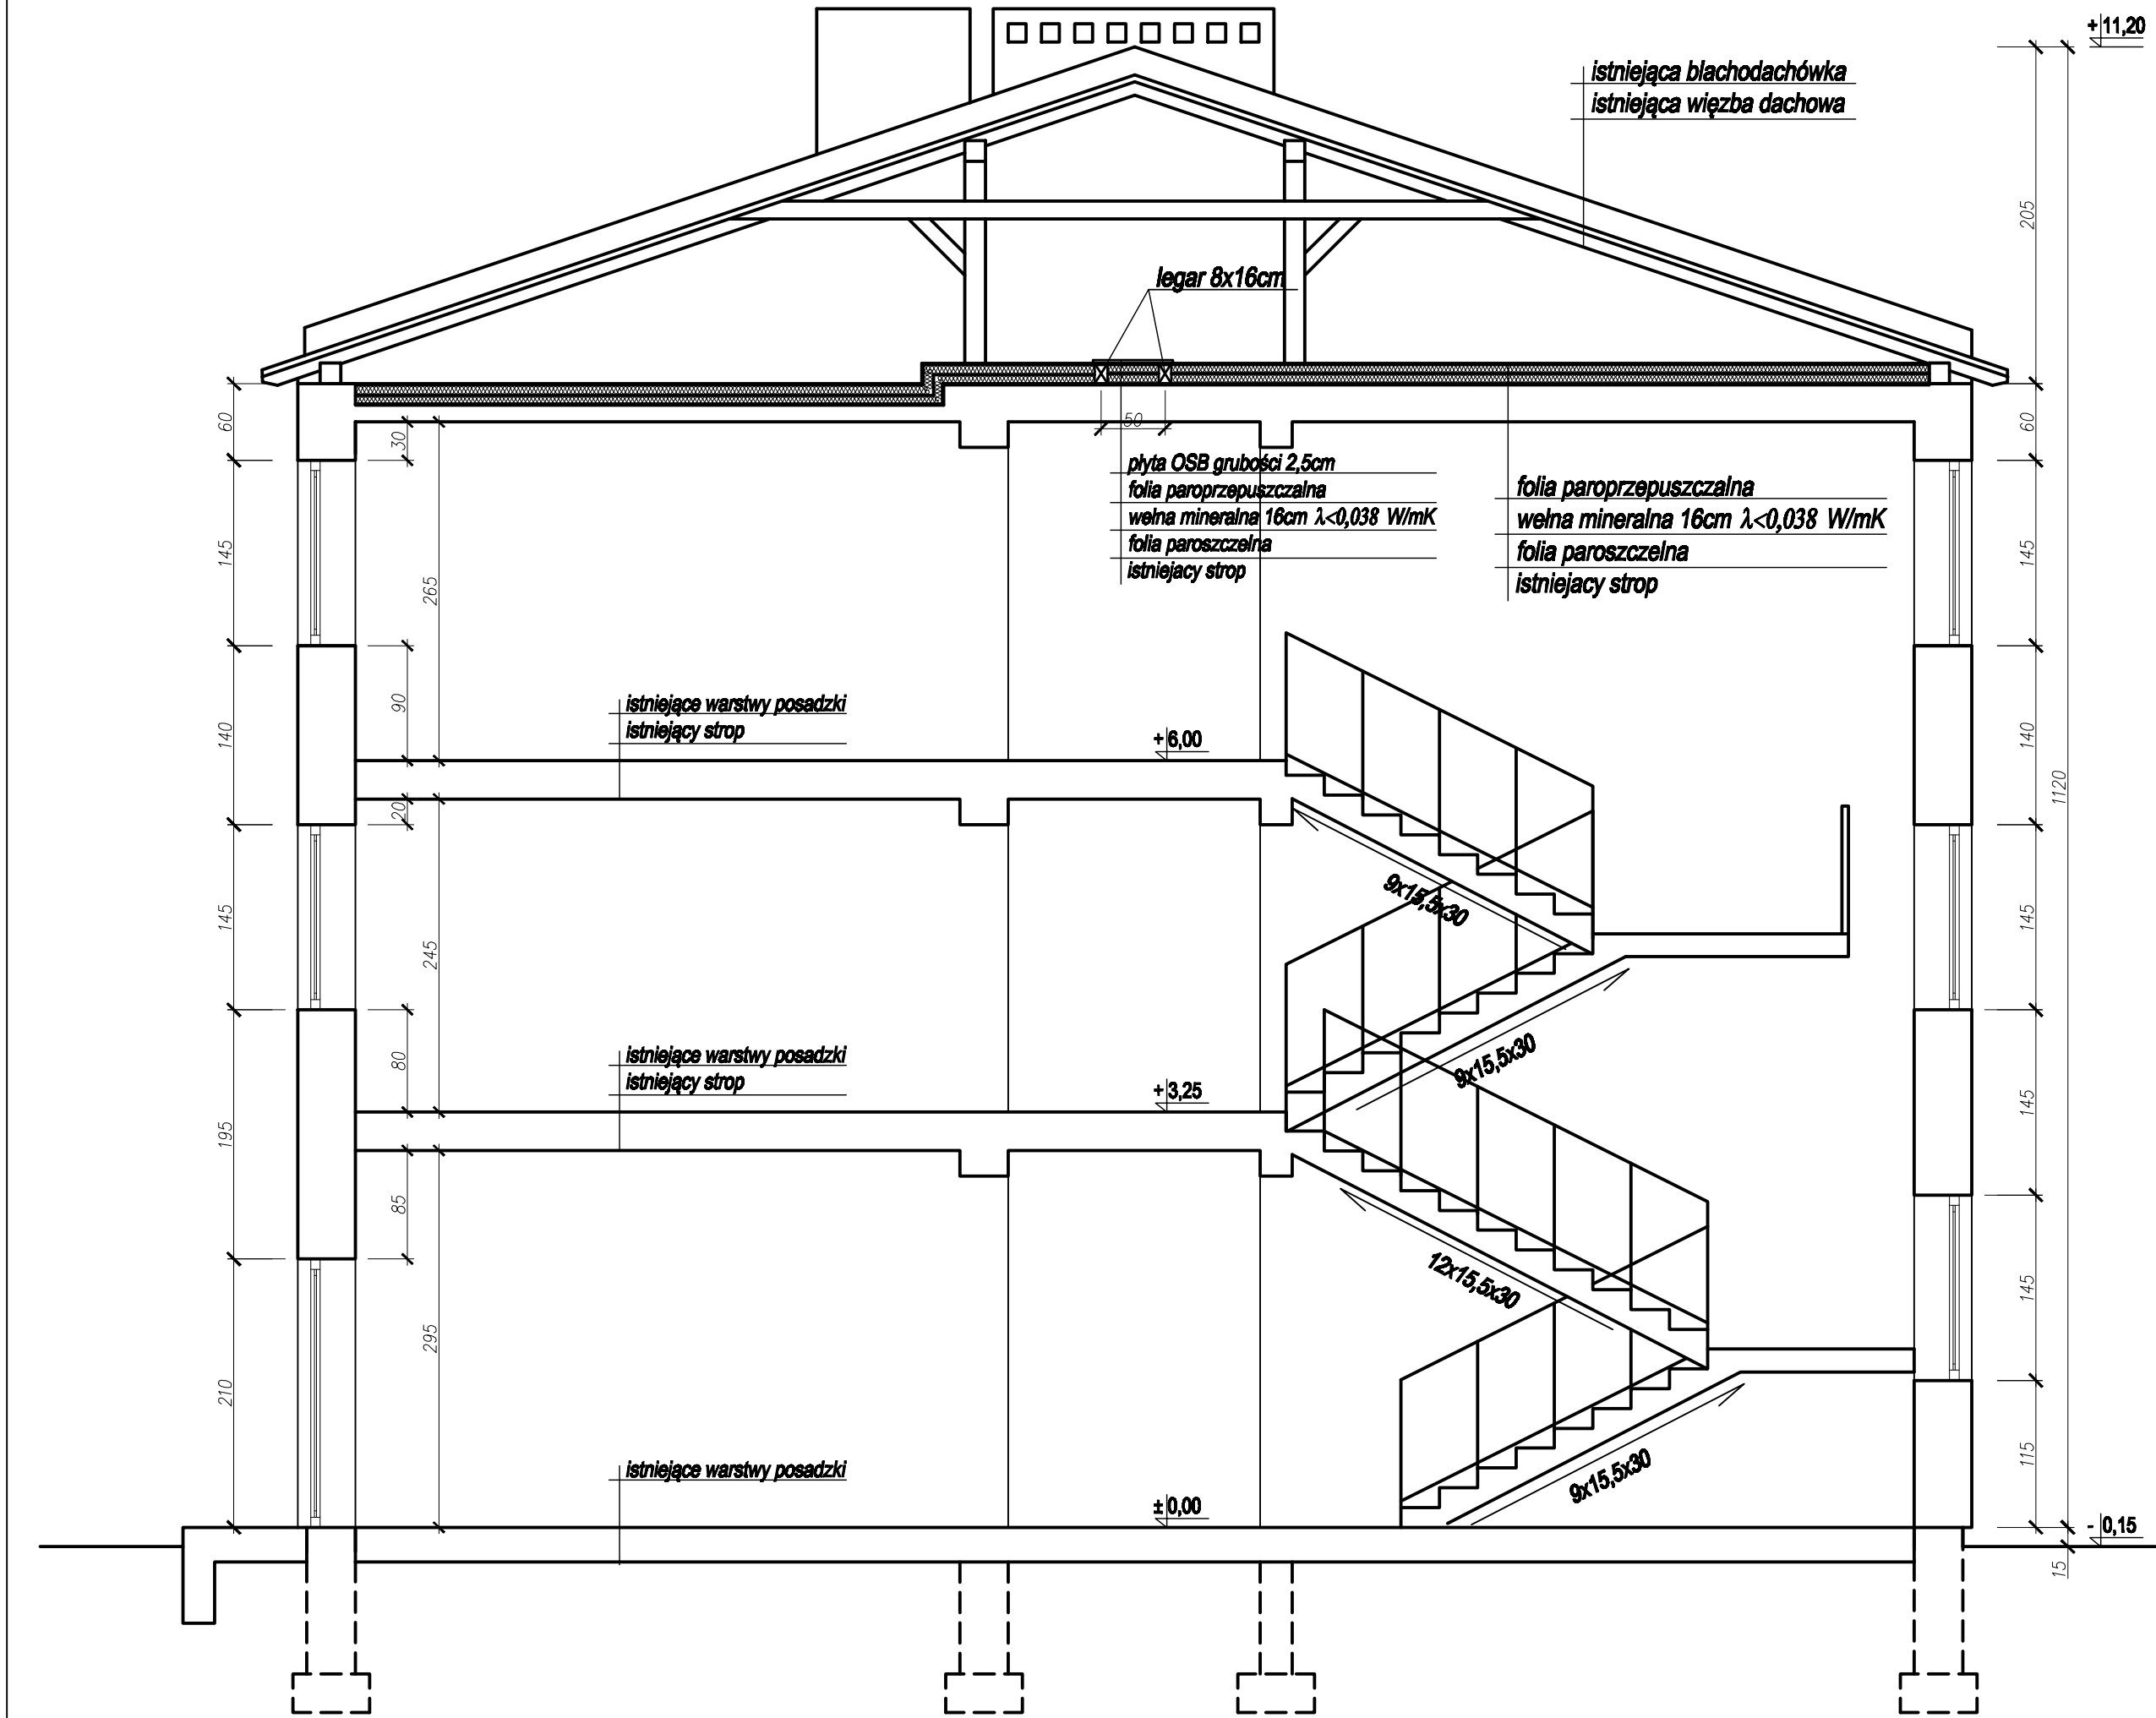 +11,20
istniejąca blachodachówka
istniejąca więzba dachowa
205
legar 8x16cm
60
30
50
60
płyta OSB grubości 2,5cm
folia paroprzepuszczalna
wełna mineralna 16cm λ<0,038 W/mK
folia paroszczelna
istniejacy strop
folia paroprzepuszczalna
wełna mineralna 16cm λ<0,038 W/mK
folia paroszczelna
istniejacy strop
145
265
145
istniejące warstwy posadzki
istniejący strop
90
140
+6,00
140
1120
20
9x15,5x30
145
245
145
9x15,5x30
istniejące warstwy posadzki
istniejący strop
80
+3,25
145
195
85
12x15,5x30
145
295
210
istniejące warstwy posadzki
9x15,5x30
115
±0,00
-0,15
15